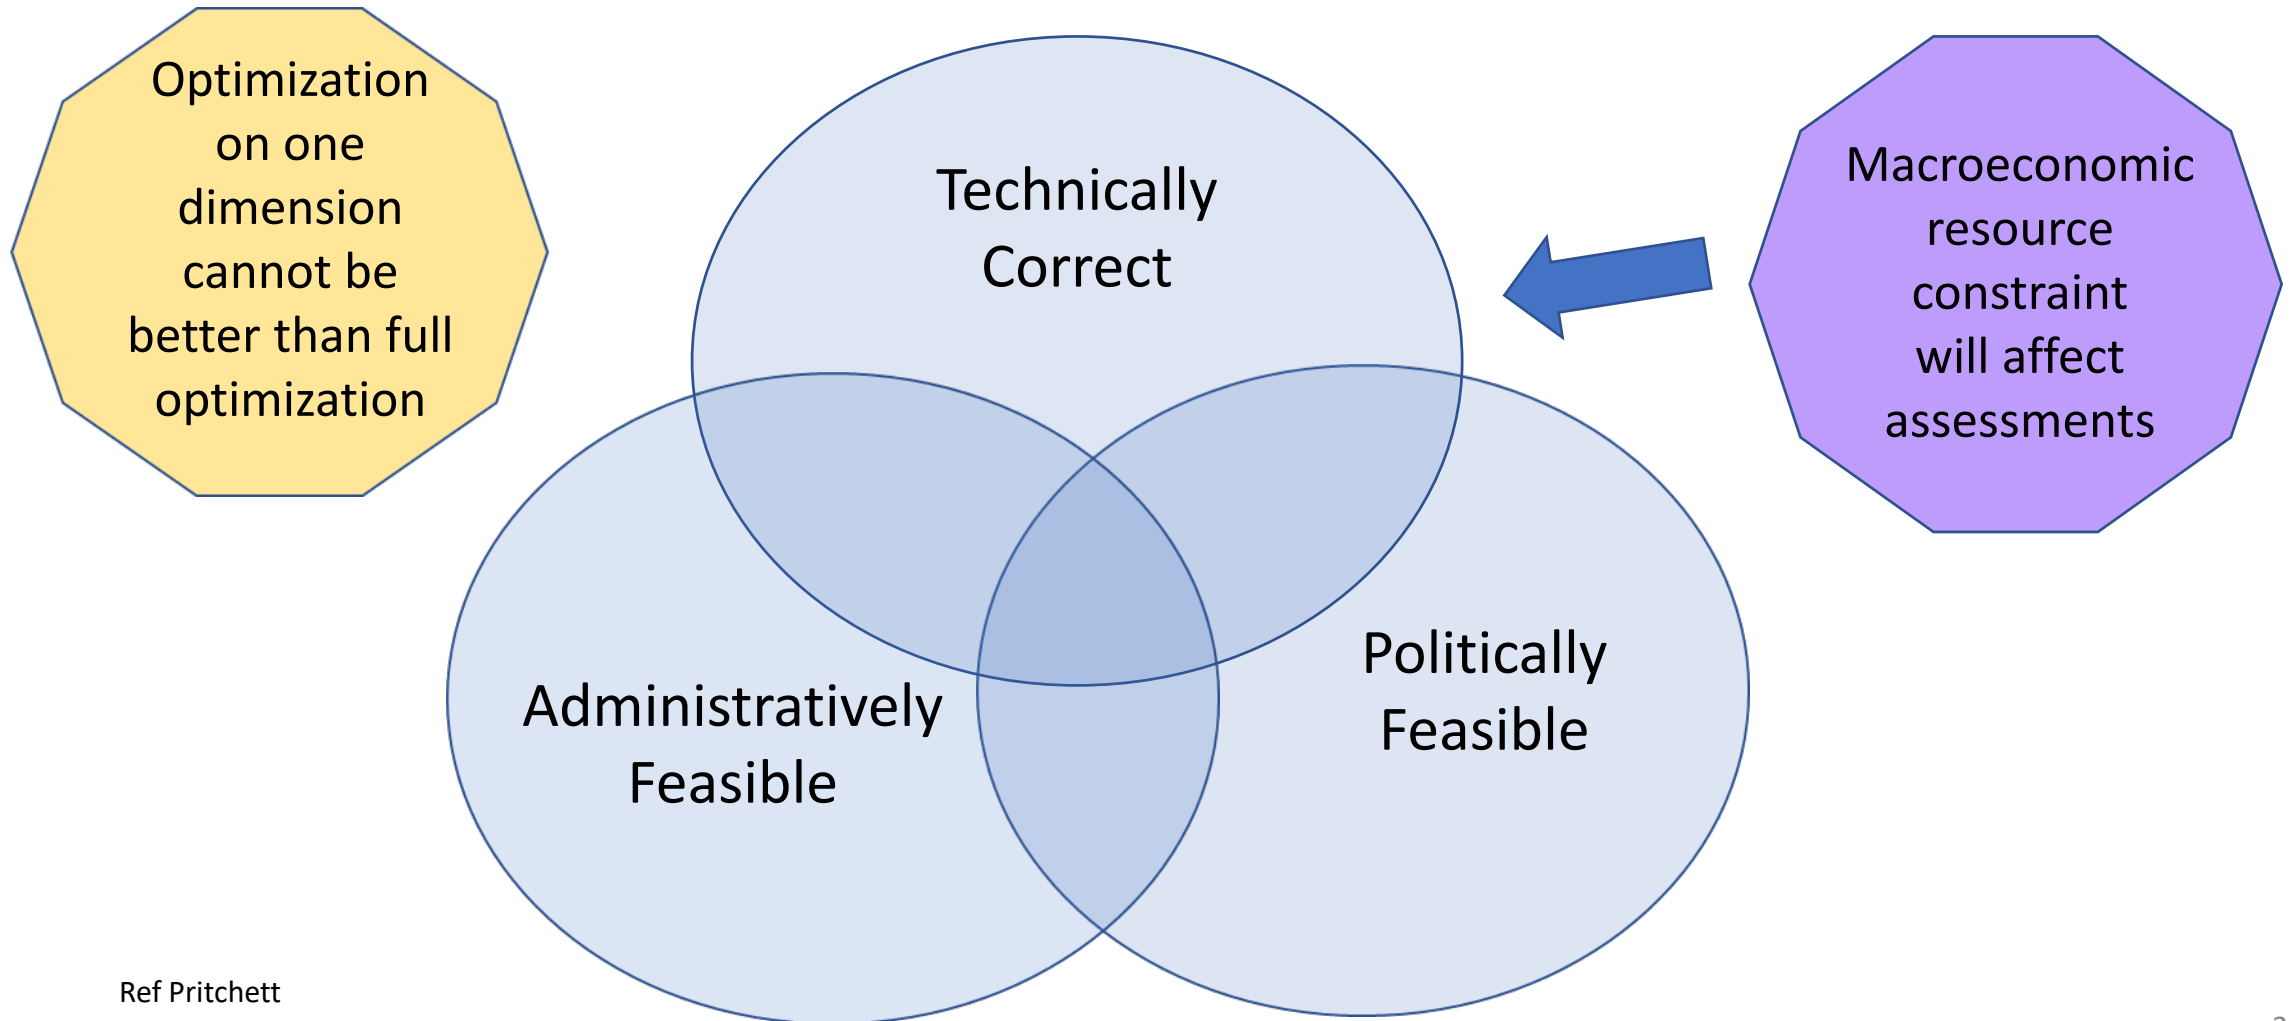 Optimization
on one
dimension
cannot be
better than full
optimization
Technically
Correct
Macroeconomic
resource
constraint
will affect
assessments
Administratively
Feasible
Politically
Feasible
Ref Pritchett